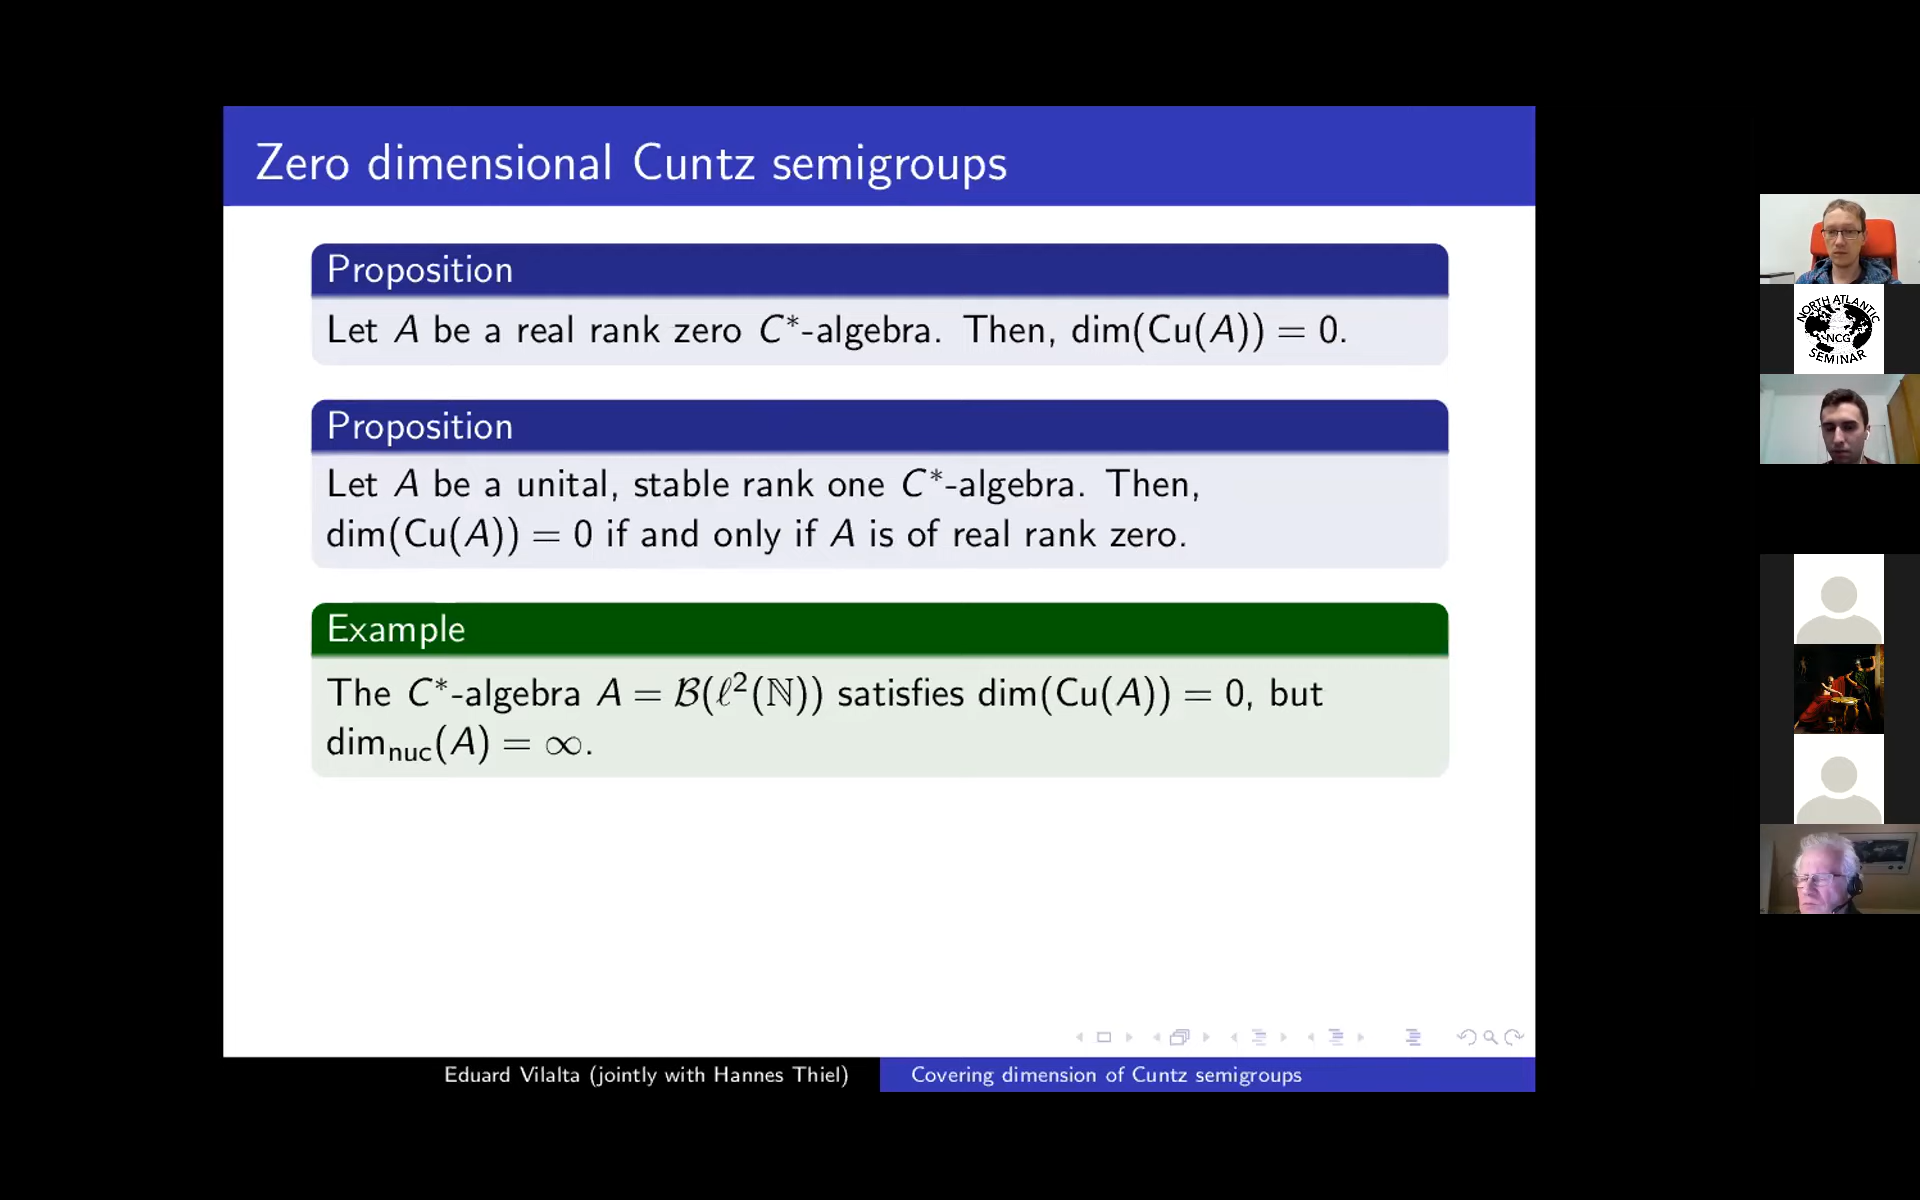 Zero dimensional Cuntz semigroups
Proposition
Let A be a real rank zero C*-algebra. Then, dim(Cu(A)) = 0.
Proposition
Let A be a unital, stable rank one C*-algebra. Then,
dim(Cu(A)) = 0 if and only if A is of real rank zero.
Example
The C*-algebra A = 𝓑(ℓ²(ℕ)) satisfies dim(Cu(A)) = 0, but
dim_nuc(A) = ∞.
Eduard Vilalta (jointly with Hannes Thiel)
Covering dimension of Cuntz semigroups
NORTH ATLANTIC
NCG
SEMINAR